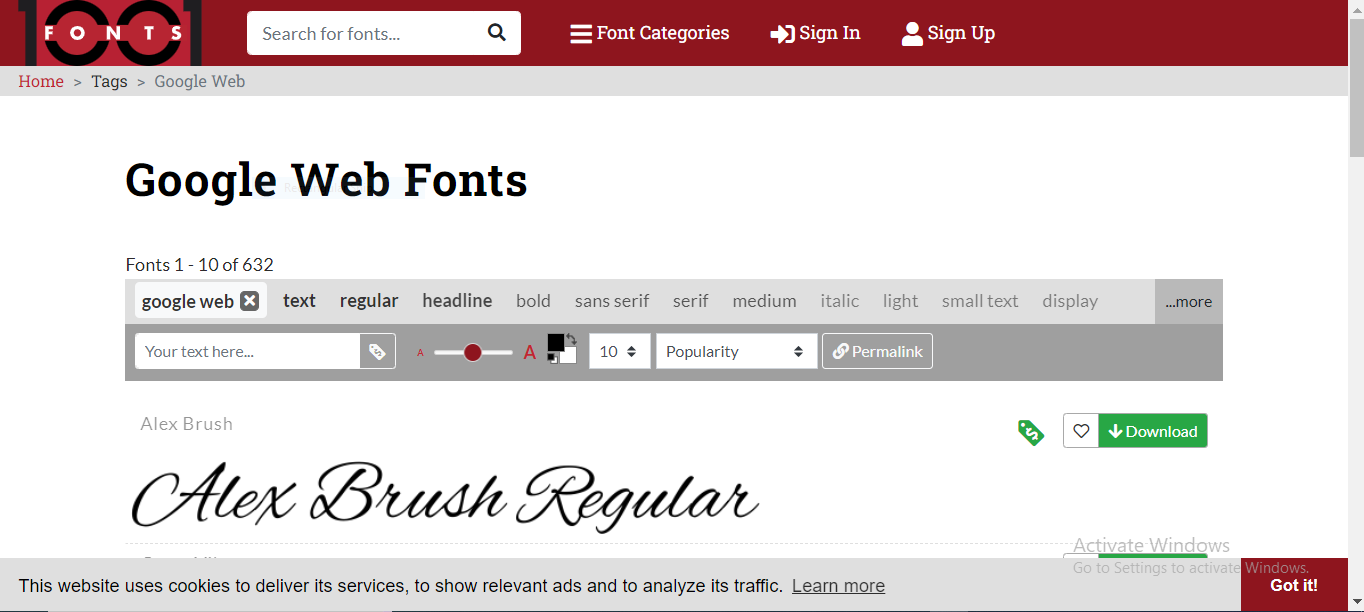 1001 FONTS
Search for fonts...
Font Categories
Sign In
Sign Up
Home > Tags > Google Web
Google Web Fonts
Fonts 1 - 10 of 632
google web text regular headline bold sans serif serif medium italic light small text display ...more
Your text here... A A 10 Popularity Permalink
Alex Brush
Download
Alex Brush Regular
Activate Windows
Go to Settings to activate Windows.
This website uses cookies to deliver its services, to show relevant ads and to analyze its traffic. Learn more
Got it!